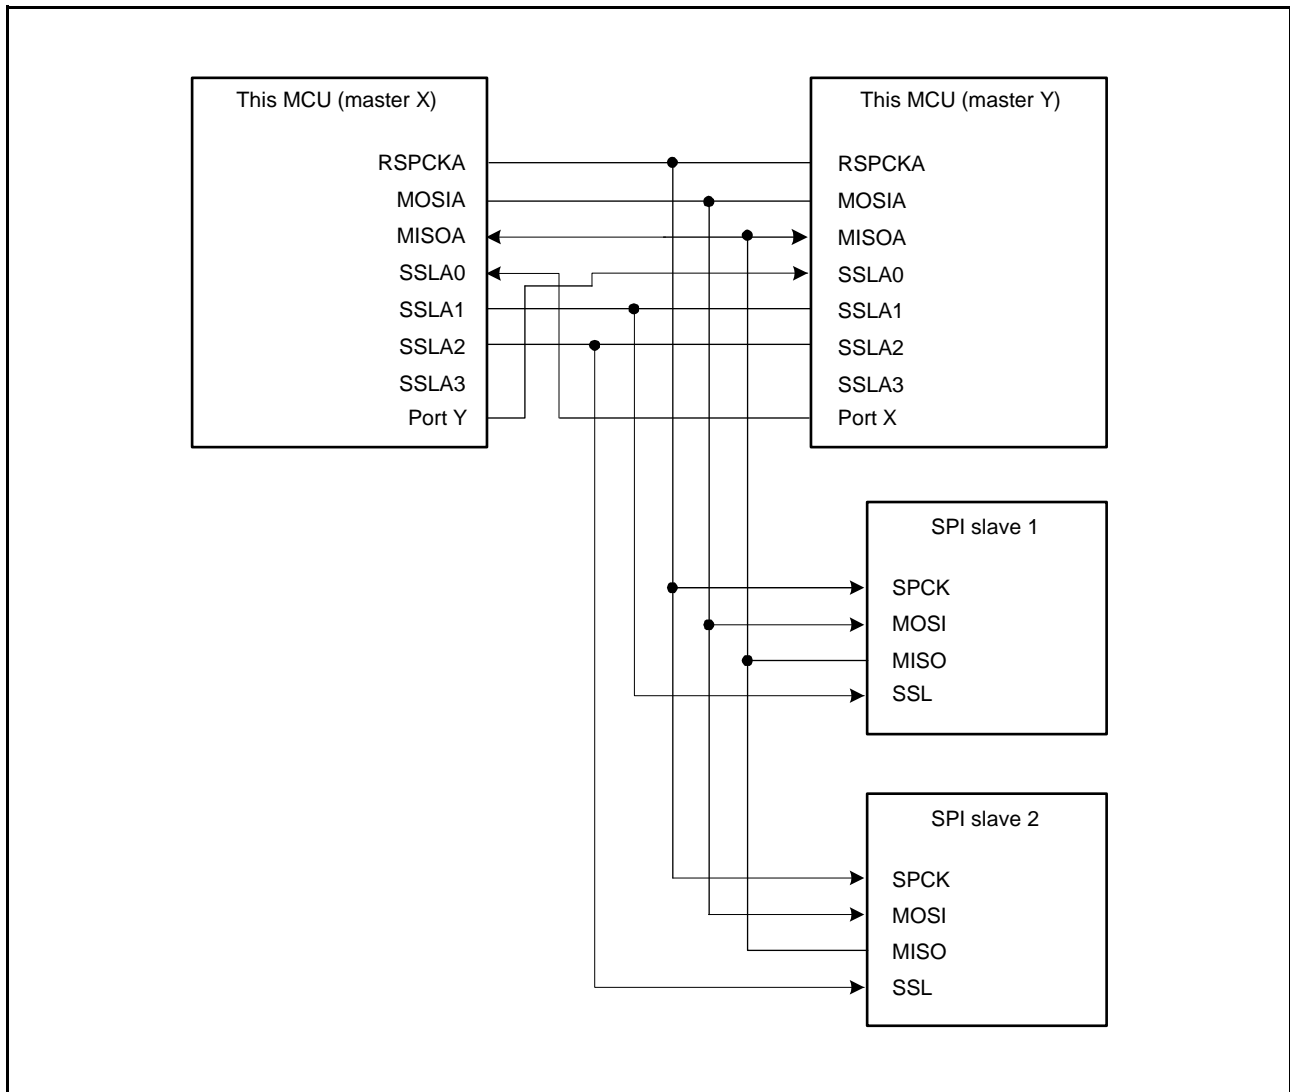 This MCU (master X)
RSPCKA
MOSIA
MISOA
SSLA0
SSLA1
SSLA2
SSLA3
Port Y
This MCU (master Y)
RSPCKA
MOSIA
MISOA
SSLA0
SSLA1
SSLA2
SSLA3
Port X
SPI slave 1
SPCK
MOSI
MISO
SSL
SPI slave 2
SPCK
MOSI
MISO
SSL